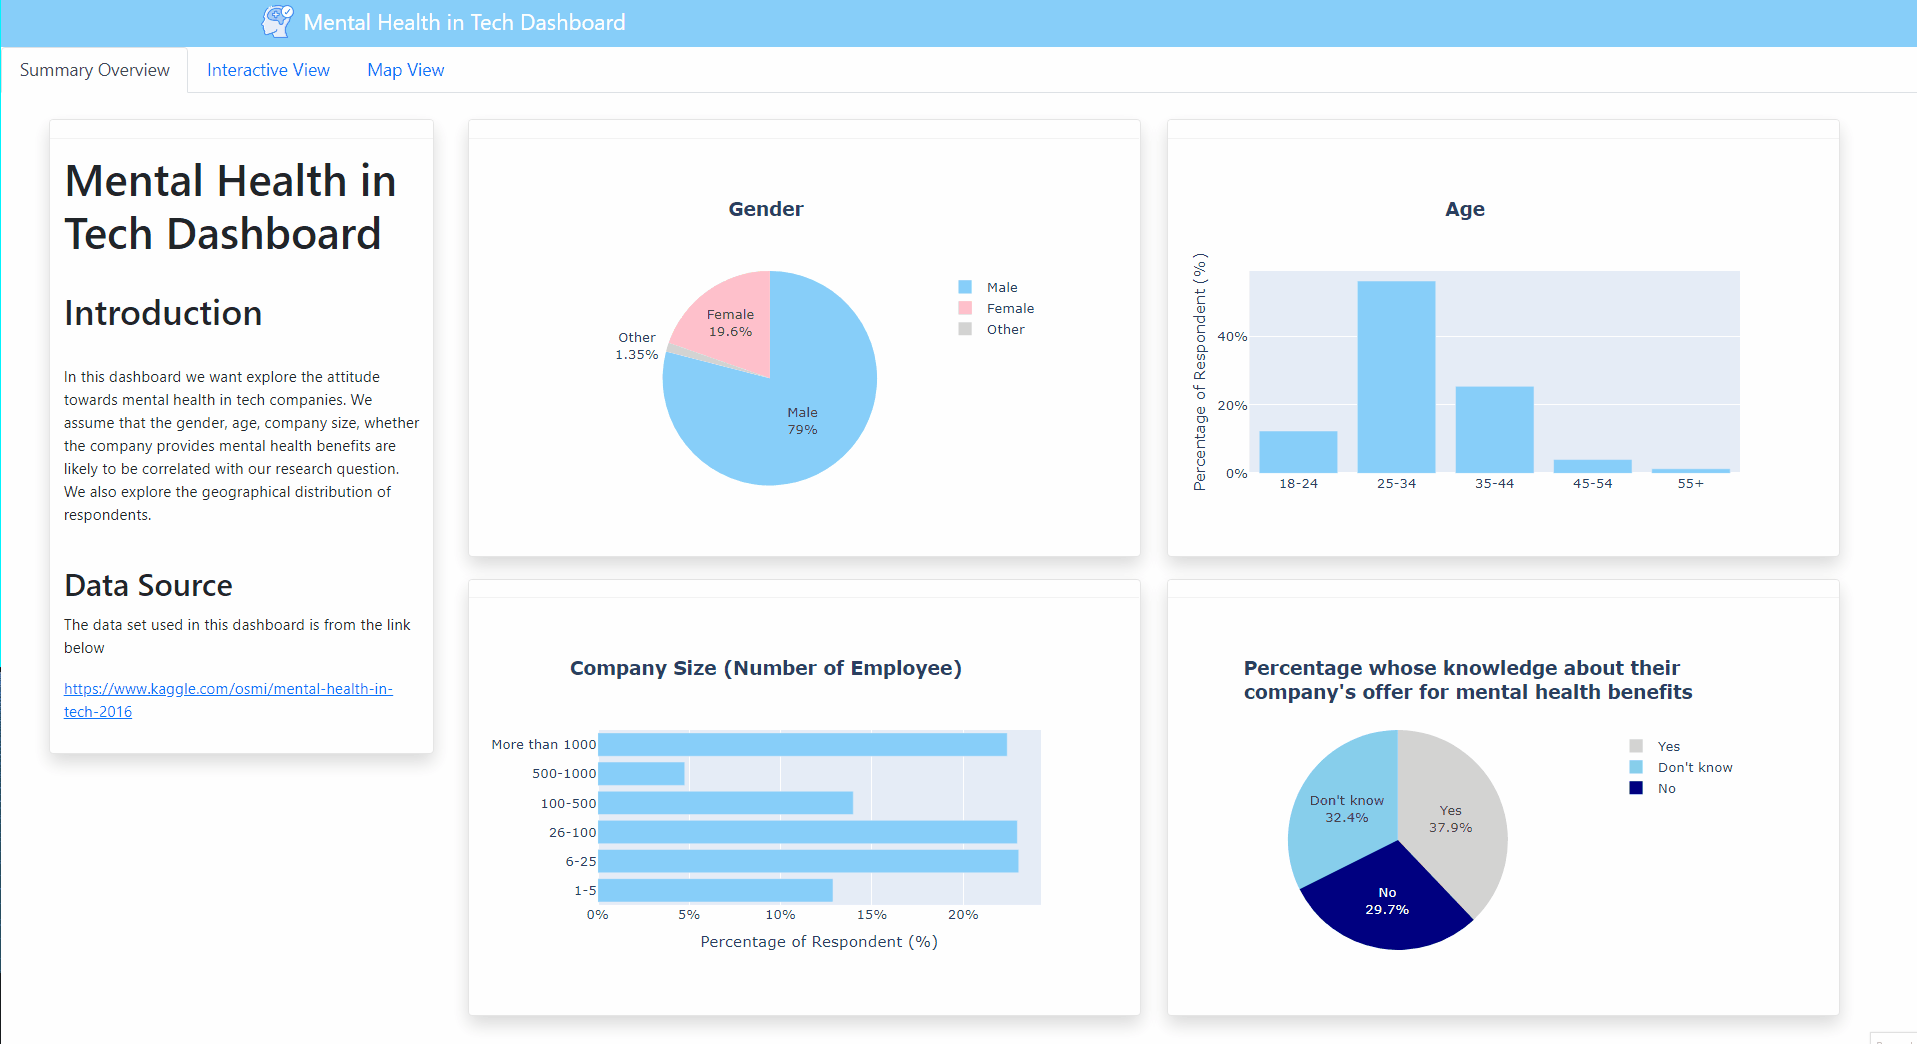 Mental Health in Tech Dashboard
Summary Overview
Interactive View
Map View
Mental Health in
Tech Dashboard
Introduction
In this dashboard we want explore the attitude
towards mental health in tech companies. We
assume that the gender, age, company size, whether
the company provides mental health benefits are
likely to be correlated with our research question.
We also explore the geographical distribution of
respondents.
Data Source
The data set used in this dashboard is from the link
below
https://www.kaggle.com/osmi/mental-health-in-
tech-2016
Gender
Female
19.6%
Other
1.35%
Male
79%
Male
Female
Other
Age
Percentage of Respondent (%)
40%
20%
0%
18-24
25-34
35-44
45-54
55+
Company Size (Number of Employee)
More than 1000
500-1000
100-500
26-100
6-25
1-5
0%
5%
10%
15%
20%
Percentage of Respondent (%)
Percentage whose knowledge about their
company's offer for mental health benefits
Don't know
32.4%
Yes
37.9%
No
29.7%
Yes
Don't know
No